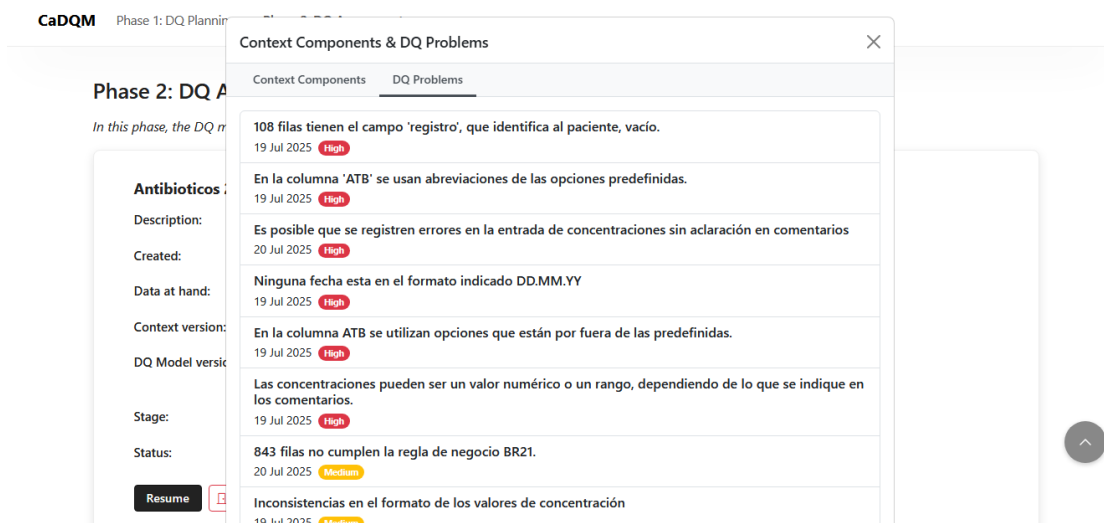 CaDQM Phase 1: DQ
Context Components & DQ Problems
Context Components DQ Problems
Phase 2: DQ
In this phase, the DQ
108 filas tienen el campo 'registro', que identifica al paciente, vacío.
19 Jul 2025 High
En la columna 'ATB' se usan abreviaciones de las opciones predefinidas.
19 Jul 2025 High
Es posible que se registren errores en la entrada de concentraciones sin aclaración en comentarios
20 Jul 2025 High
Ninguna fecha esta en el formato indicado DD.MM.YY
19 Jul 2025 High
En la columna ATB se utilizan opciones que están por fuera de las predefinidas.
19 Jul 2025 High
Las concentraciones pueden ser un valor numérico o un rango, dependiendo de lo que se indique en
los comentarios.
19 Jul 2025 High
843 filas no cumplen la regla de negocio BR21.
20 Jul 2025 Medium
Inconsistencias en el formato de los valores de concentración
19 Jul 2025 Medium
Antibioticos
Description:
Created:
Data at hand:
Context version:
DQ Model
Stage:
Status:
Resume